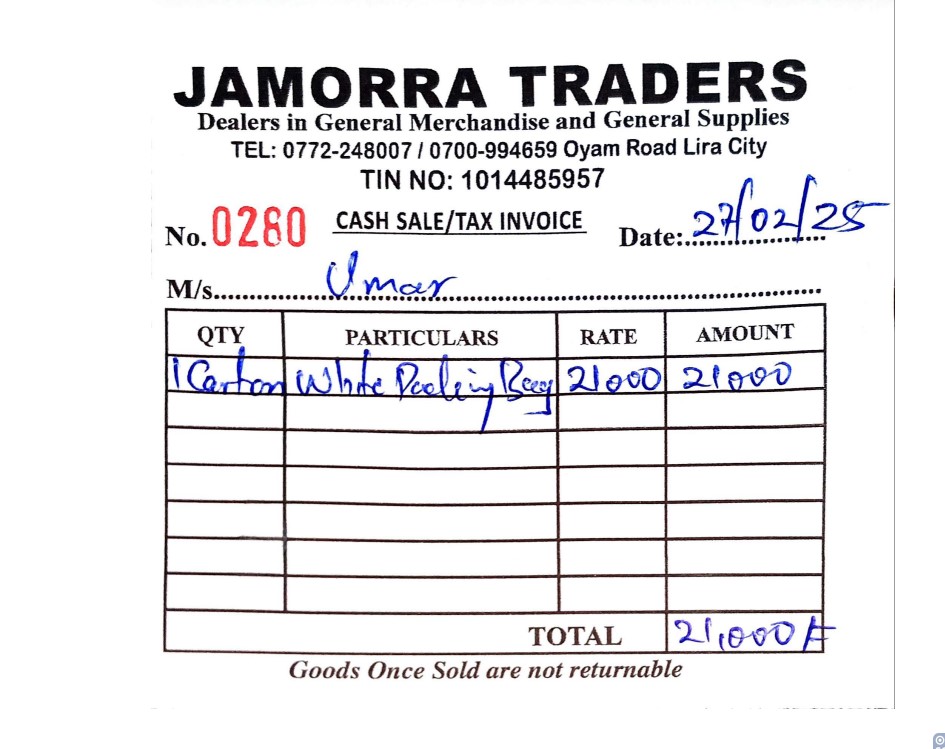 JAMORRA TRADERS
Dealers in General Merchandise and General Supplies
TEL: 0772-248007 / 0700-994659 Oyam Road Lira City
TIN NO: 1014485957
No. 0280 CASH SALE/TAX INVOICE Date: 27/02/25
M/s. Umar
QTY PARTICULARS RATE AMOUNT
1 Carton White Packing Bag 21000 21000
TOTAL 21,000/=
Goods Once Sold are not returnable